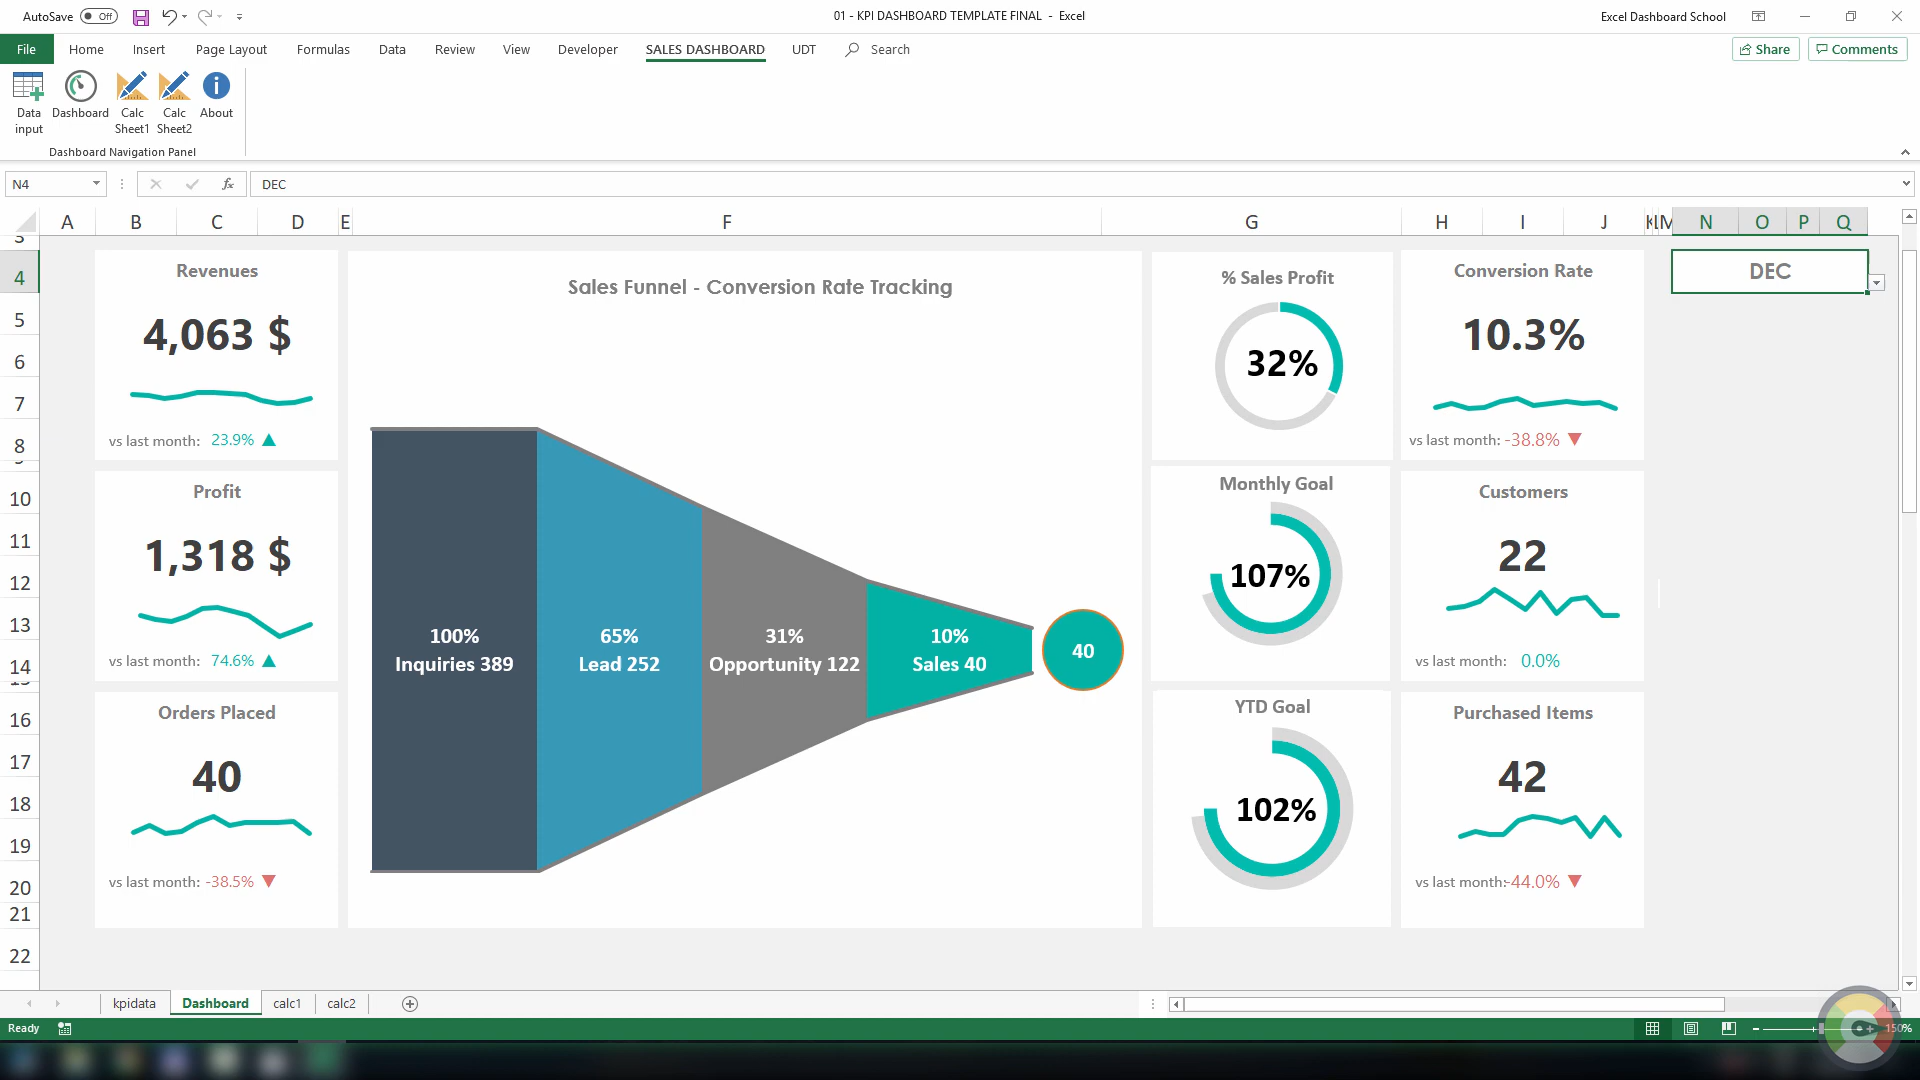 AutoSave Off
01 - KPI DASHBOARD TEMPLATE FINAL - Excel
Excel Dashboard School
File Home Insert Page Layout Formulas Data Review View Developer SALES DASHBOARD UDT Search
Share Comments
Data input
Dashboard
Calc Sheet1
Calc Sheet2
About
Dashboard Navigation Panel
N4
fx DEC
A B C D E F G H I J K L M N O P Q
3
4
5
6
7
8
9
10
11
12
13
14
15
16
17
18
19
20
21
22
Revenues
4,063 $
vs last month: 23.9% ▲
Profit
1,318 $
vs last month: 74.6% ▲
Orders Placed
40
vs last month: -38.5% ▼
Sales Funnel - Conversion Rate Tracking
100%
Inquiries 389
65%
Lead 252
31%
Opportunity 122
10%
Sales 40
40
% Sales Profit
32%
Monthly Goal
107%
YTD Goal
102%
Conversion Rate
10.3%
vs last month: -38.8% ▼
Customers
22
vs last month: 0.0%
Purchased Items
42
vs last month: -44.0% ▼
DEC
kpidata Dashboard calc1 calc2
Ready
150%